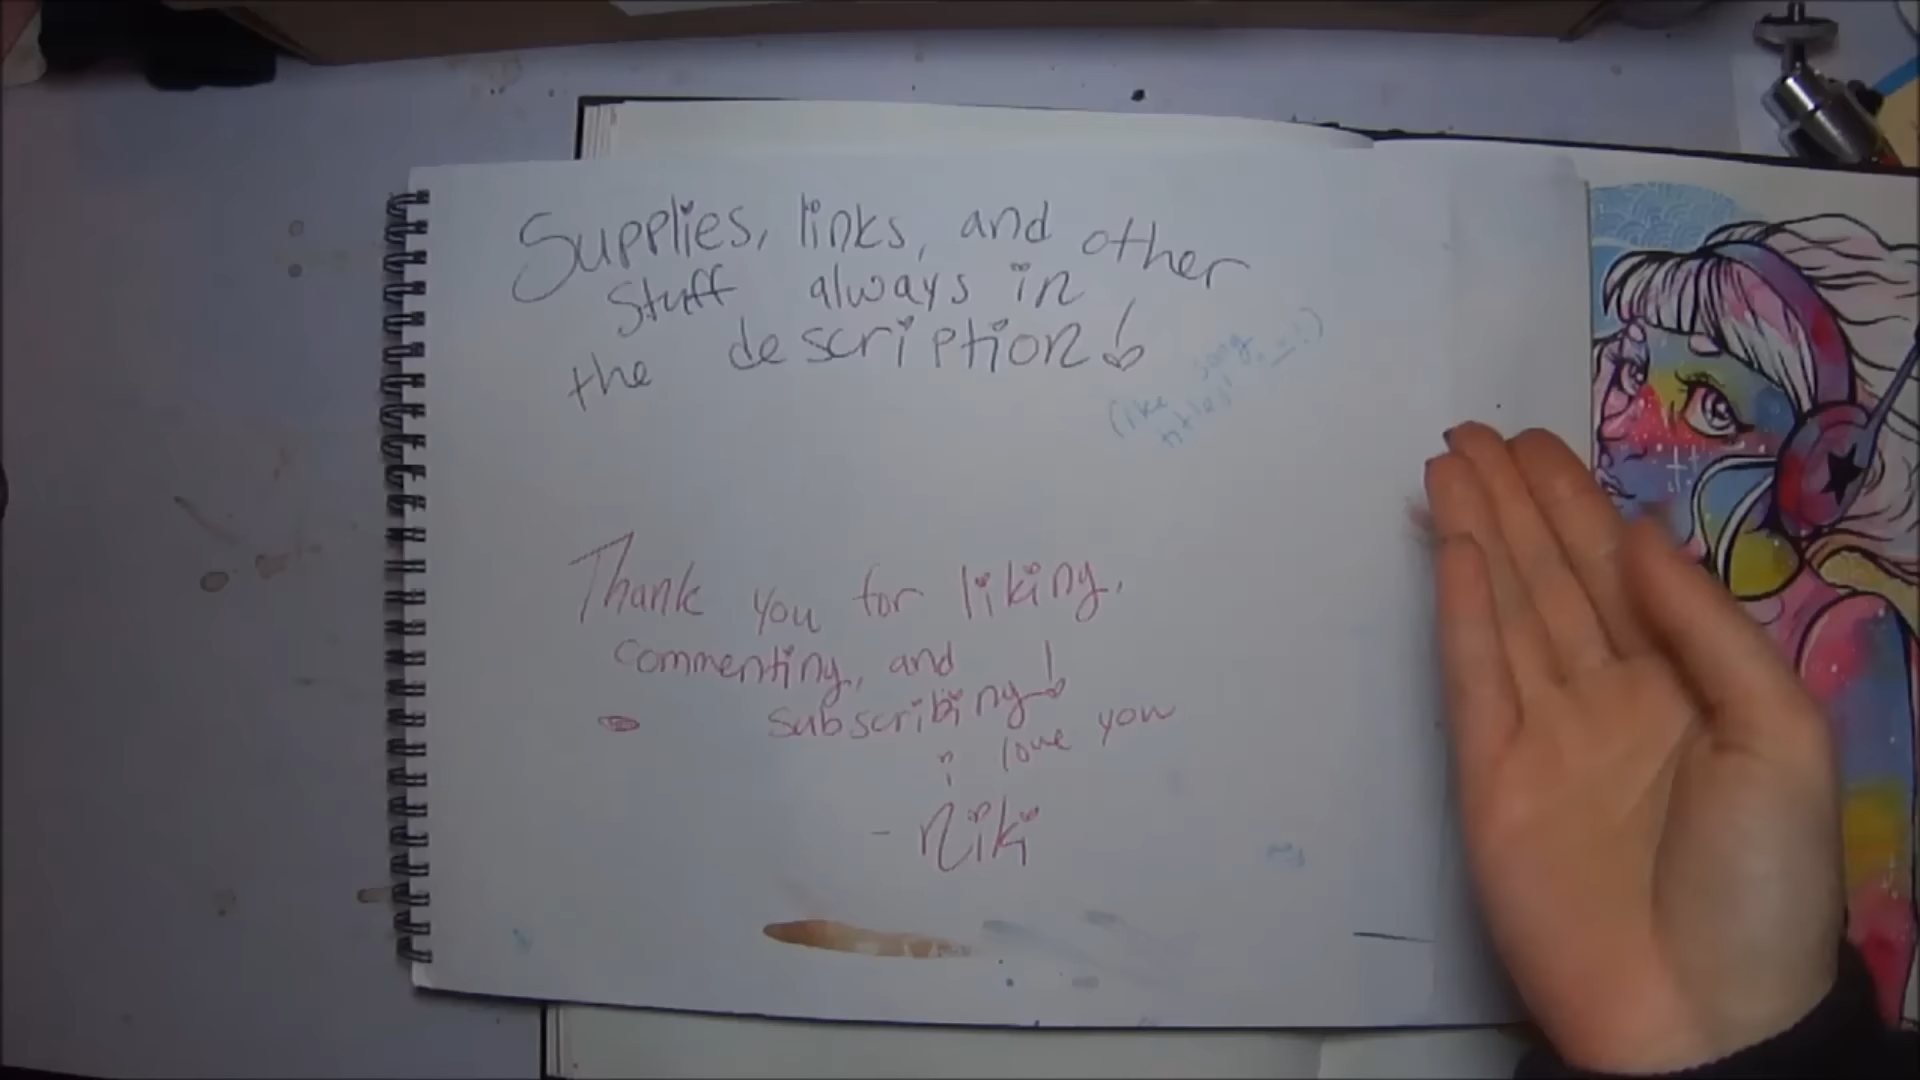 Supplies, links, and other
stuff always in
the description!
(like song
titles! =_=!)
Thank you for liking,
commenting, and
subscribing!
i love you
- niki